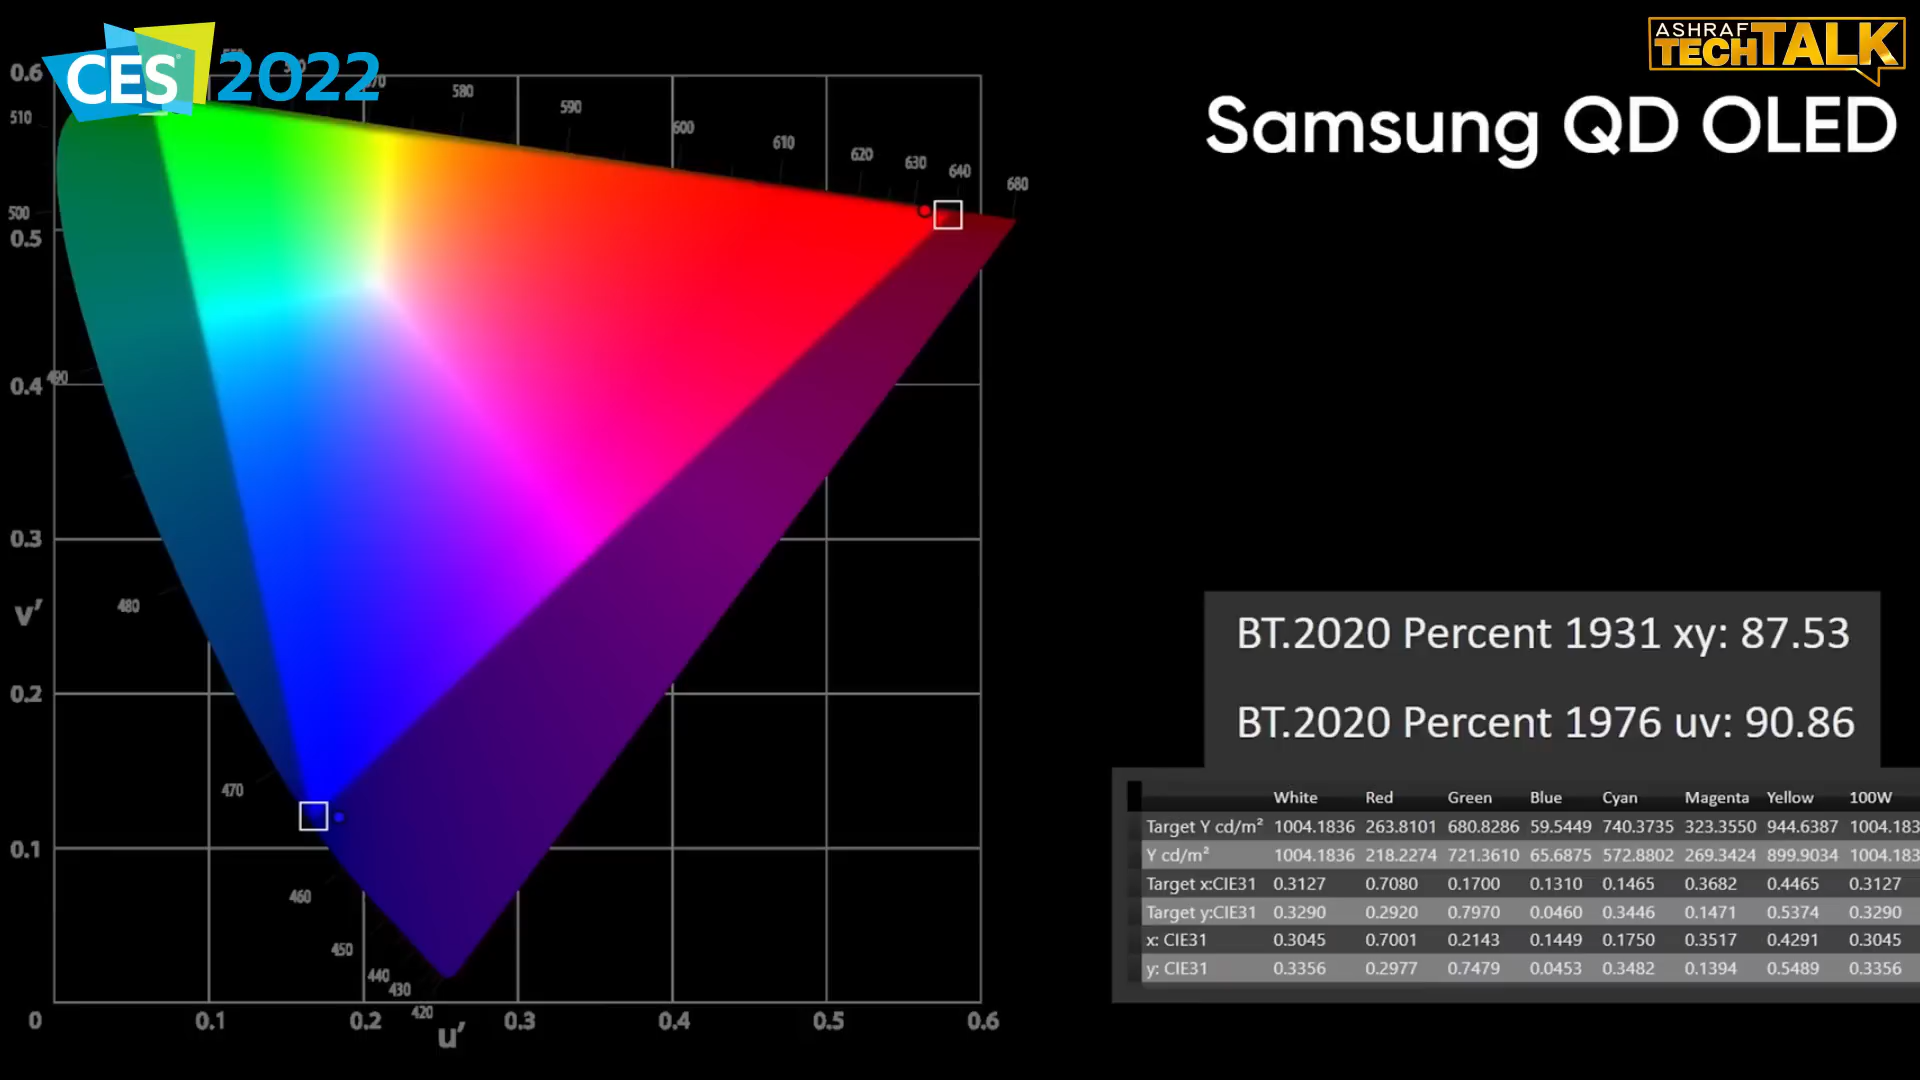 CES 2022
ASHRAF
TECHTALK
Samsung QD OLED
0.6
0.5
0.4
0.3
v′
0.2
0.1
0
0.1
0.2
0.3
0.4
0.5
0.6
u′
580
590
600
610
620
630
640
680
510
500
490
480
470
460
450
440
430
420
BT.2020 Percent 1931 xy: 87.53
BT.2020 Percent 1976 uv: 90.86
White Red Green Blue Cyan Magenta Yellow 100W
Target Y cd/m² 1004.1836 263.8101 680.8286 59.5449 740.3735 323.3550 944.6387 1004.183
Y cd/m² 1004.1836 218.2274 721.3610 65.6875 572.8802 269.3424 899.9034 1004.183
Target x:CIE31 0.3127 0.7080 0.1700 0.1310 0.1465 0.3682 0.4465 0.3127
Target y:CIE31 0.3290 0.2920 0.7970 0.0460 0.3446 0.1471 0.5374 0.3290
x: CIE31 0.3045 0.7001 0.2143 0.1449 0.1750 0.3517 0.4291 0.3045
y: CIE31 0.3356 0.2977 0.7479 0.0453 0.3482 0.1394 0.5489 0.3356